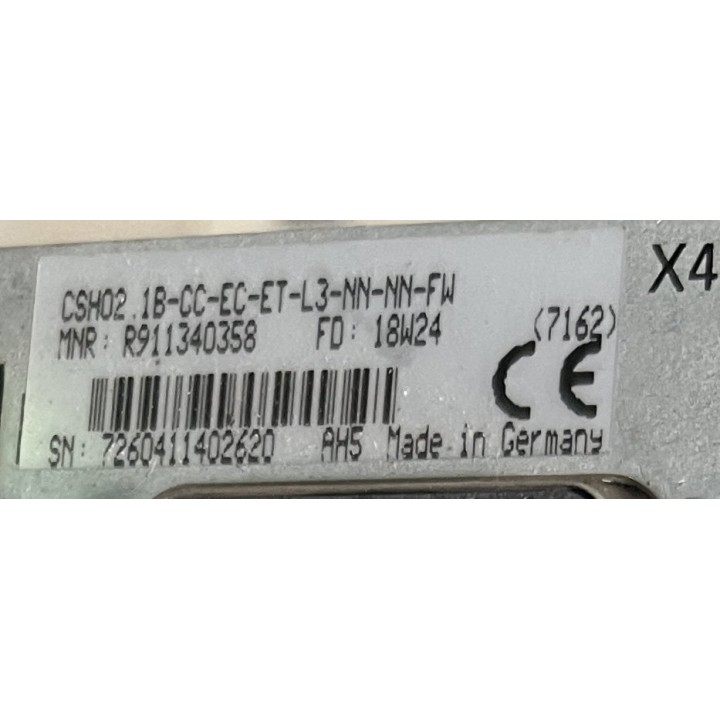 CSH02.1B-CC-EC-ET-L3-NN-NN-FW
MNR: R911340358 FD: 18W24 (7162)
CE
SN: 7260411402620 AH5 Made in Germany
X4